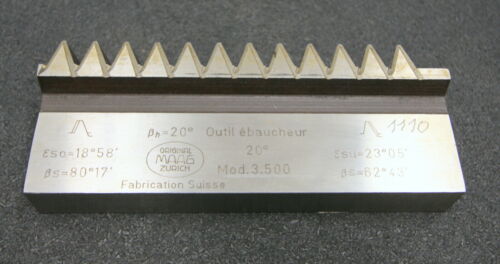 1110
βh=20° Outil ébaucheur
εso=18°58' ORIGINAL MAAG ZURICH 20° εsu=23°05'
βs=80°17' Mod.3.500 βs=82°43'
Fabrication Suisse